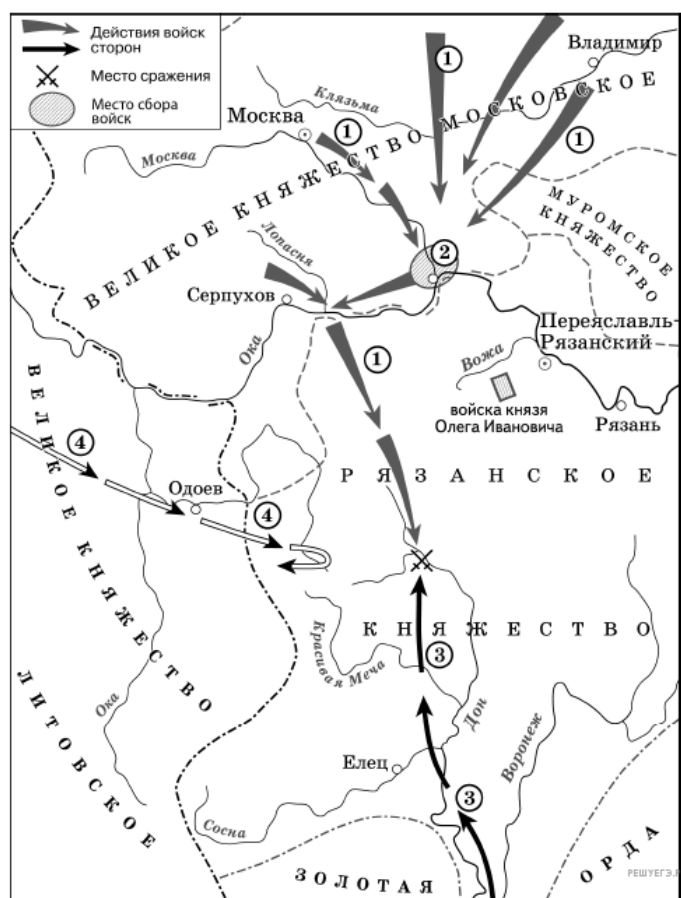 Действия войск
сторон
Место сражения
Место сбора
войск
1
Владимир
Клязьма
Москва
1
1
Москва
ВЕЛИКОЕ КНЯЖЕСТВО МОСКОВСКОЕ
МУРОМСКОЕ
КНЯЖЕСТВО
Лопасня
2
Серпухов
Ока
Переяславль-
Рязанский
1
Вожа
войска князя
Олега Ивановича
Рязань
4
Одоев
4
РЯЗАНСКОЕ
КНЯЖЕСТВО
3
Красивая Меча
ВЕЛИКОЕ КНЯЖЕСТВО
ЛИТОВСКОЕ
Ока
Дон
Воронеж
Елец
3
Сосна
ЗОЛОТАЯ
ОРДА
РЕШУЕГЭ.Р